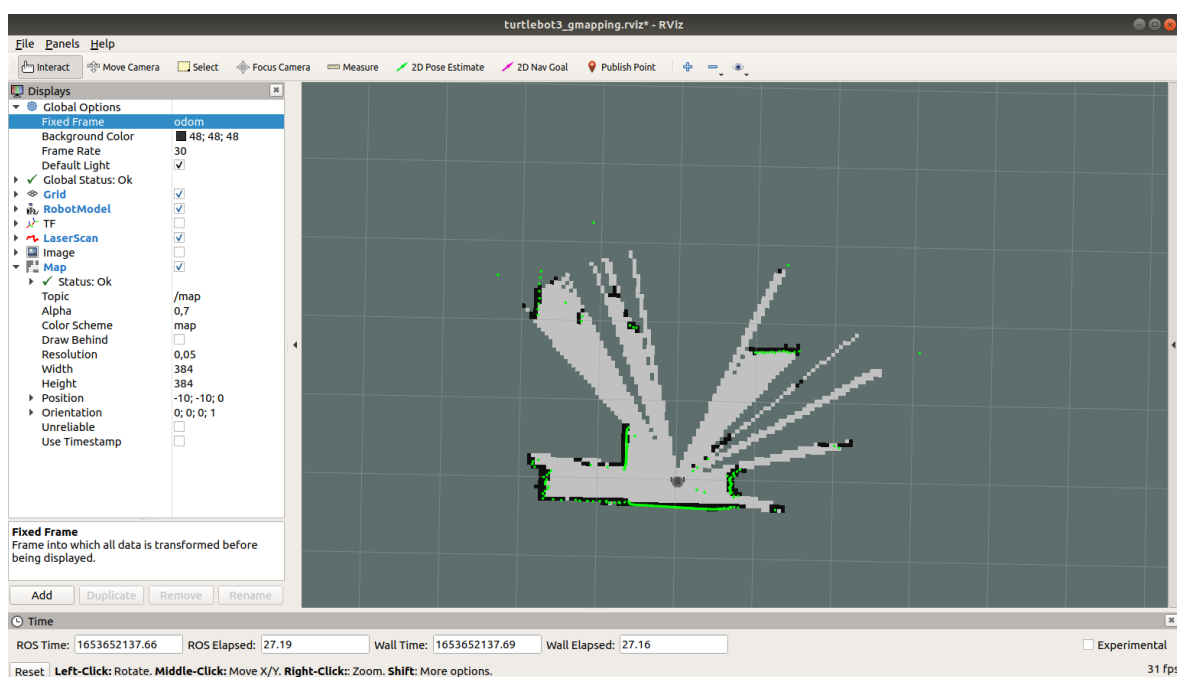 turtlebot3_gmapping.rviz* - RViz
File Panels Help
Interact Move Camera Select Focus Camera Measure 2D Pose Estimate 2D Nav Goal Publish Point
Displays
Global Options
Fixed Frame odom
Background Color 48; 48; 48
Frame Rate 30
Default Light
Global Status: Ok
Grid
RobotModel
TF
LaserScan
Image
Map
Status: Ok
Topic /map
Alpha 0,7
Color Scheme map
Draw Behind
Resolution 0,05
Width 384
Height 384
Position -10; -10; 0
Orientation 0; 0; 0; 1
Unreliable
Use Timestamp
Fixed Frame
Frame into which all data is transformed before
being displayed.
Add Duplicate Remove Rename
Time
ROS Time: 1653652137.66 ROS Elapsed: 27.19 Wall Time: 1653652137.69 Wall Elapsed: 27.16 Experimental
Reset Left-Click: Rotate. Middle-Click: Move X/Y. Right-Click:: Zoom. Shift: More options. 31 fps